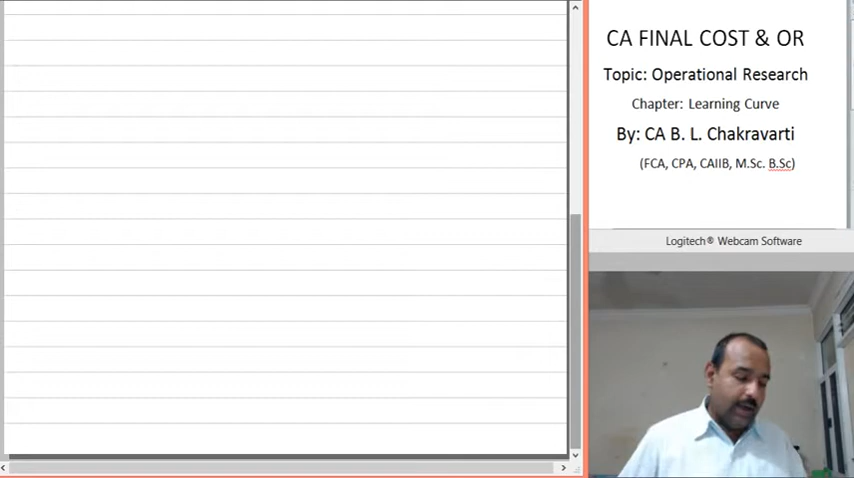 CA FINAL COST & OR
Topic: Operational Research
Chapter: Learning Curve
By: CA B. L. Chakravarti
(FCA, CPA, CAIIB, M.Sc. B.Sc)
Logitech® Webcam Software